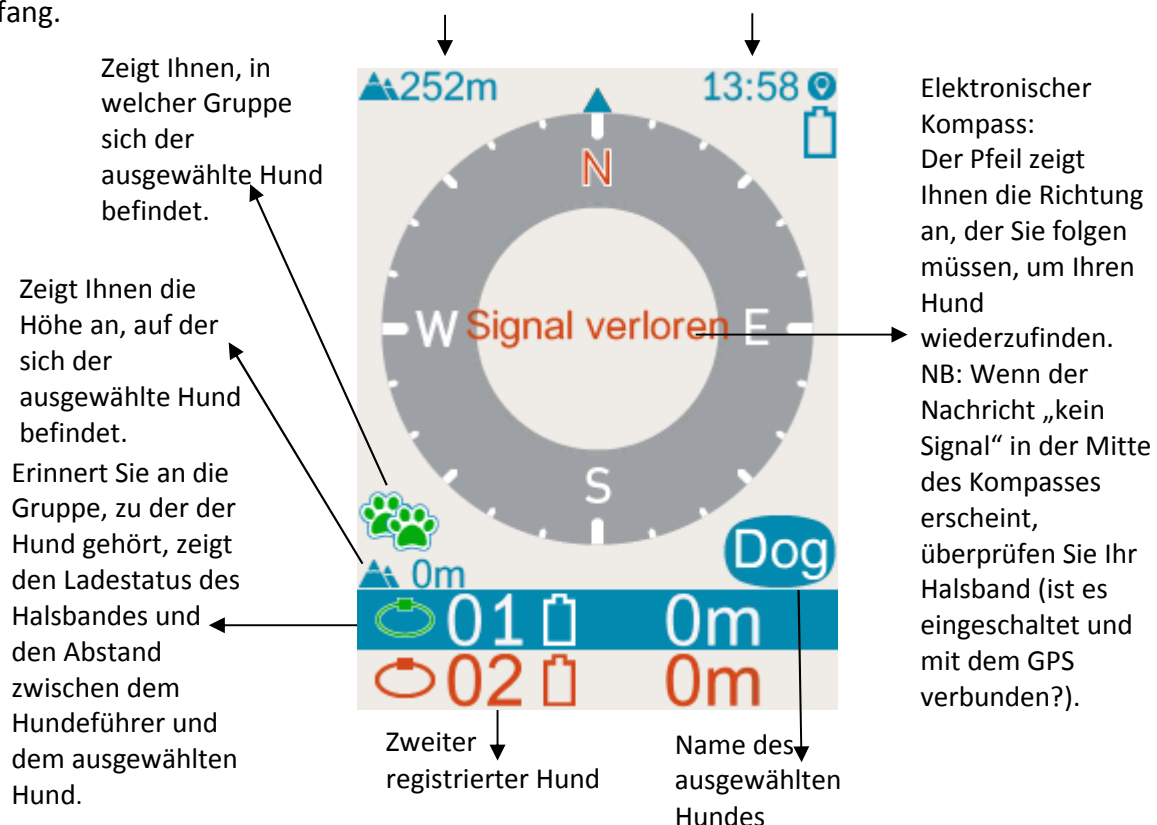 fang.
Zeigt Ihnen, in
welcher Gruppe
sich der
ausgewählte Hund
befindet.
Zeigt Ihnen die
Höhe an, auf der
sich der
ausgewählte Hund
befindet.
Erinnert Sie an die
Gruppe, zu der der
Hund gehört, zeigt
den Ladestatus des
Halsbandes und
den Abstand
zwischen dem
Hundeführer und
dem ausgewählten
Hund.
252m
13:58
N
W
Signal verloren
E
S
Dog
0m
01 0m
02 0m
Zweiter
registrierter Hund
Name des
ausgewählten
Hundes
Elektronischer
Kompass:
Der Pfeil zeigt
Ihnen die Richtung
an, der Sie folgen
müssen, um Ihren
Hund
wiederzufinden.
NB: Wenn der
Nachricht „kein
Signal“ in der Mitte
des Kompasses
erscheint,
überprüfen Sie Ihr
Halsband (ist es
eingeschaltet und
mit dem GPS
verbunden?).